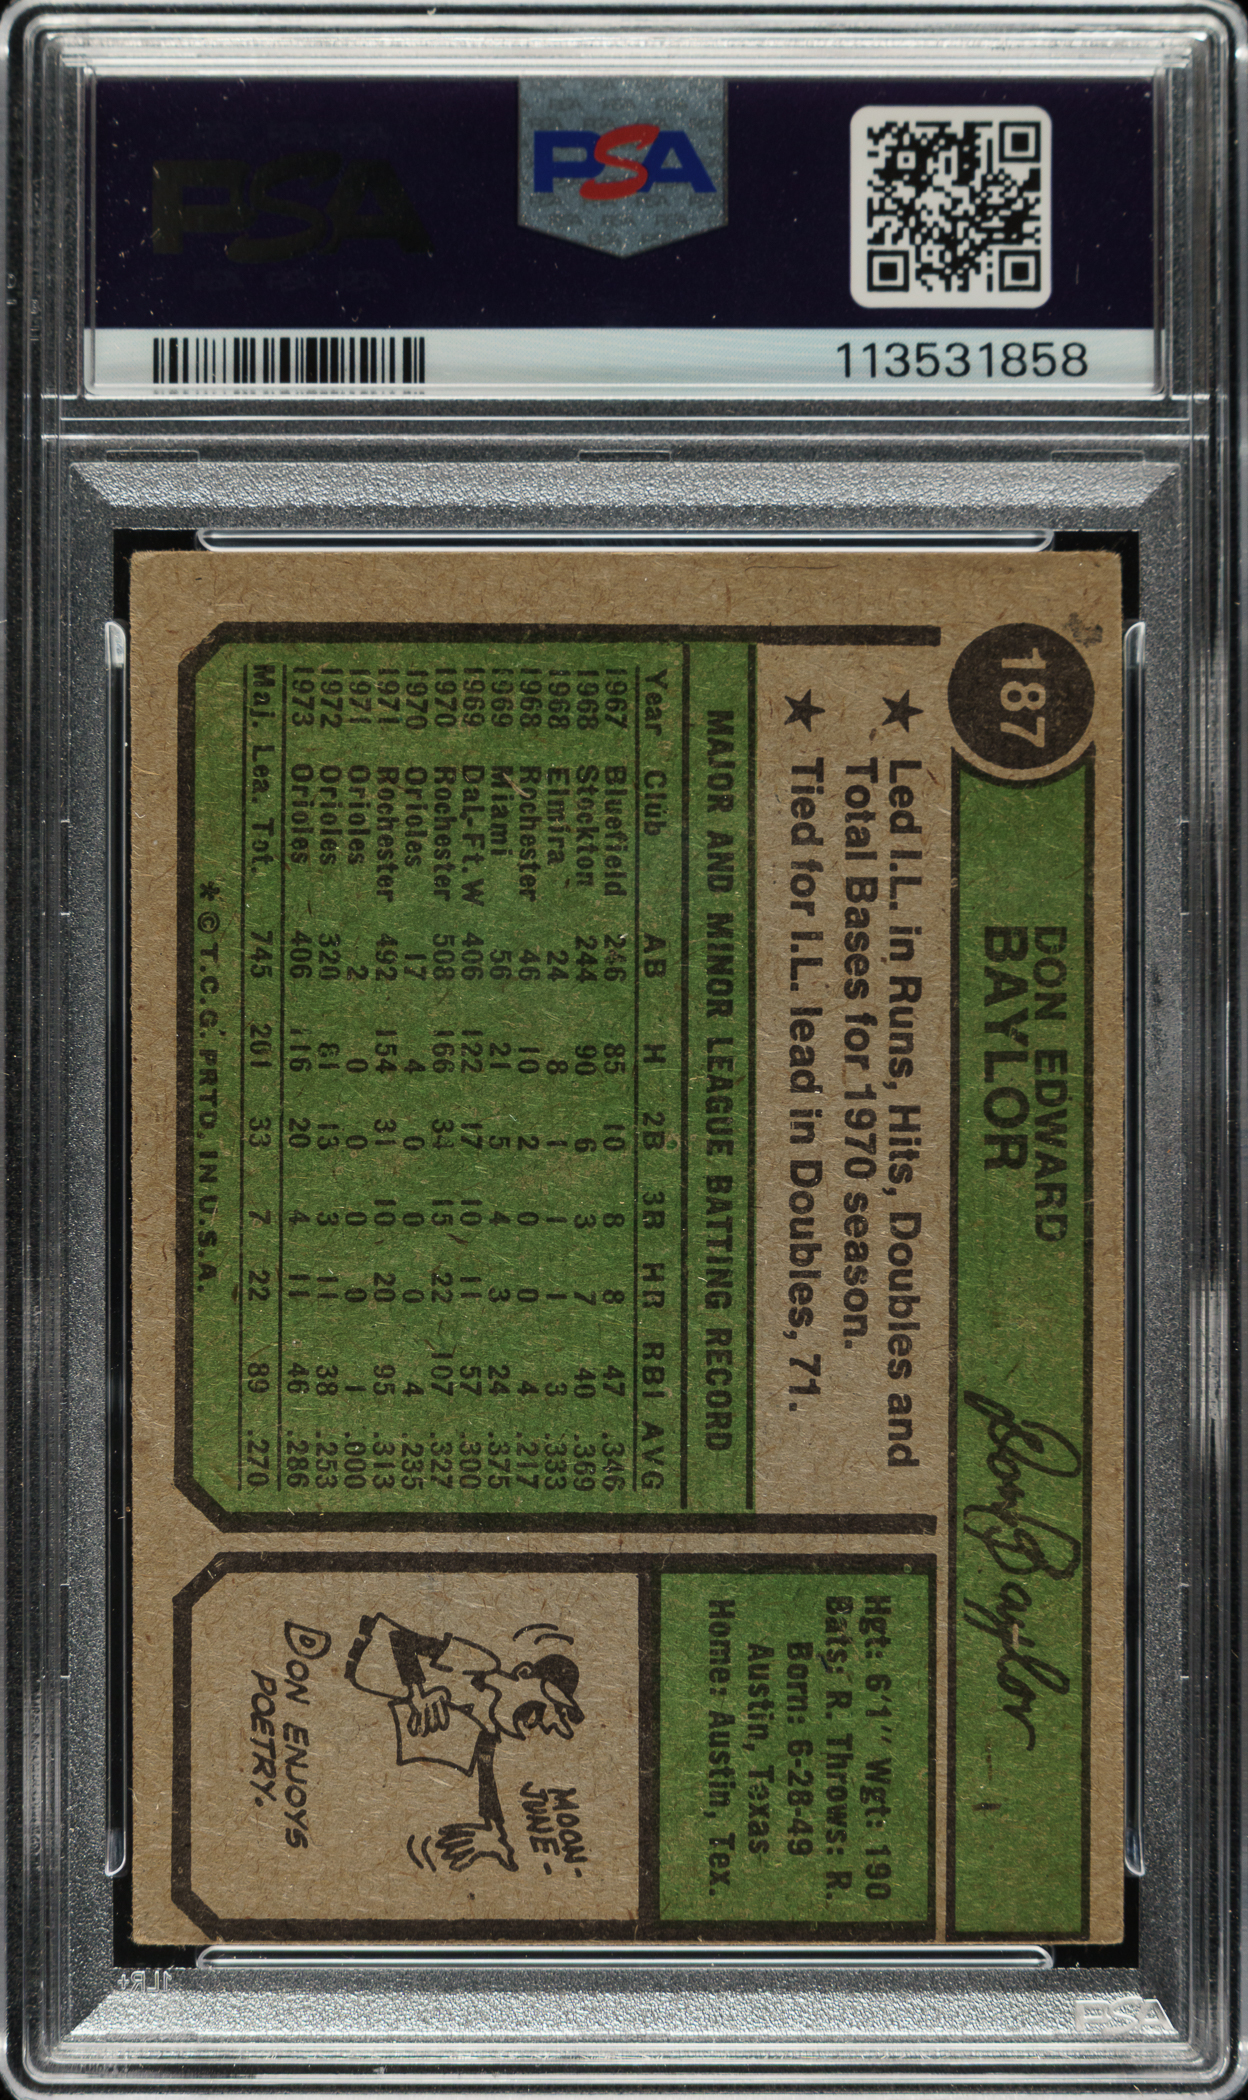 PSA
PSA
113531858
187
DON EDWARD
BAYLOR
Don Baylor
★ Led I.L. in Runs, Hits, Doubles and
Total Bases for 1970 season.
★ Tied for I.L. lead in Doubles, 71.
MAJOR AND MINOR LEAGUE BATTING RECORD
Year Club AB H 2B 3B HR RBI AVG
1967 Bluefield 246 85 10 8 8 47 .346
1968 Stockton 244 90 6 3 7 40 .369
1968 Elmira 24 8 1 1 1 3 .333
1968 Rochester 46 10 2 0 0 4 .217
1969 Miami 56 21 5 4 3 24 .375
1969 Dal.-Ft.W 406 122 17 10 11 57 .300
1970 Rochester 508 166 34 15 22 107 .327
1970 Orioles 17 4 0 0 0 4 .235
1971 Rochester 492 154 31 10 20 95 .313
1971 Orioles 2 0 0 0 0 1 .000
1972 Orioles 320 81 13 3 11 38 .253
1973 Orioles 406 116 20 4 11 46 .286
Maj. Lea. Tot. 745 201 33 7 22 89 .270
* © T.C.G. PRTD. IN U.S.A.
Hgt: 6'1" Wgt: 190
Bats: R. Throws: R.
Born: 6-28-49
Austin, Texas
Home: Austin, Tex.
MOON-
JUNE-
DON ENJOYS
POETRY.
1LR+
PSA